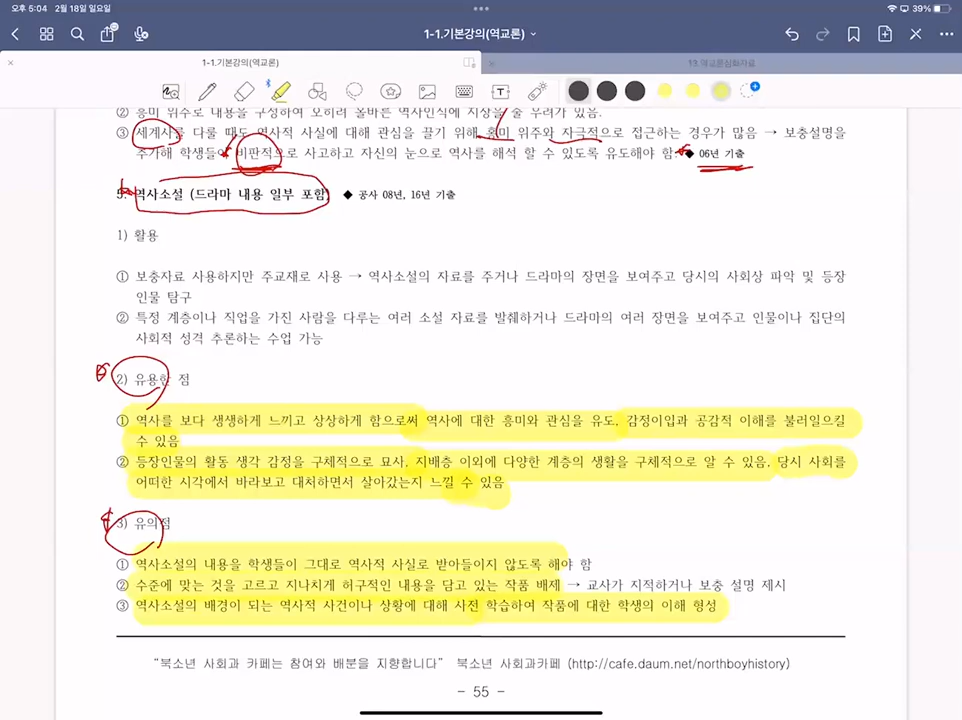 오후 5:04 2월 18일 일요일
39%
1-1.기본강의(역교론)
1-1.기본강의(역교론)
13.역교론심화자료
② 흥미 위주로 내용을 구성하여 오히려 올바른 역사인식에 지장을 줄 우려가 있음.
③ 세계사를 다룰 때도 역사적 사실에 대해 관심을 끌기 위해 흥미 위주와 자극적으로 접근하는 경우가 많음 → 보충설명을
추가해 학생들이 비판적으로 사고하고 자신의 눈으로 역사를 해석 할 수 있도록 유도해야 함. ◆ 06년 기출
5. 역사소설 (드라마 내용 일부 포함) ◆ 공사 08년, 16년 기출
1) 활용
① 보충자료 사용하지만 주교재로 사용 → 역사소설의 자료를 주거나 드라마의 장면을 보여주고 당시의 사회상 파악 및 등장
인물 탐구
② 특정 계층이나 직업을 가진 사람을 다루는 여러 소설 자료를 발췌하거나 드라마의 여러 장면을 보여주고 인물이나 집단의
사회적 성격 추론하는 수업 가능
2) 유용한 점
① 역사를 보다 생생하게 느끼고 상상하게 함으로써 역사에 대한 흥미와 관심을 유도, 감정이입과 공감적 이해를 불러일으킬
수 있음
② 등장인물의 활동 생각 감정을 구체적으로 묘사, 지배층 이외에 다양한 계층의 생활을 구체적으로 알 수 있음, 당시 사회를
어떠한 시각에서 바라보고 대처하면서 살아갔는지 느낄 수 있음
3) 유의점
① 역사소설의 내용을 학생들이 그대로 역사적 사실로 받아들이지 않도록 해야 함
② 수준에 맞는 것을 고르고 지나치게 허구적인 내용을 담고 있는 작품 배제 → 교사가 지적하거나 보충 설명 제시
③ 역사소설의 배경이 되는 역사적 사건이나 상황에 대해 사전 학습하여 작품에 대한 학생의 이해 형성
“북소년 사회과 카페는 참여와 배분을 지향합니다” 북소년 사회과카페 (http://cafe.daum.net/northboyhistory)
- 55 -